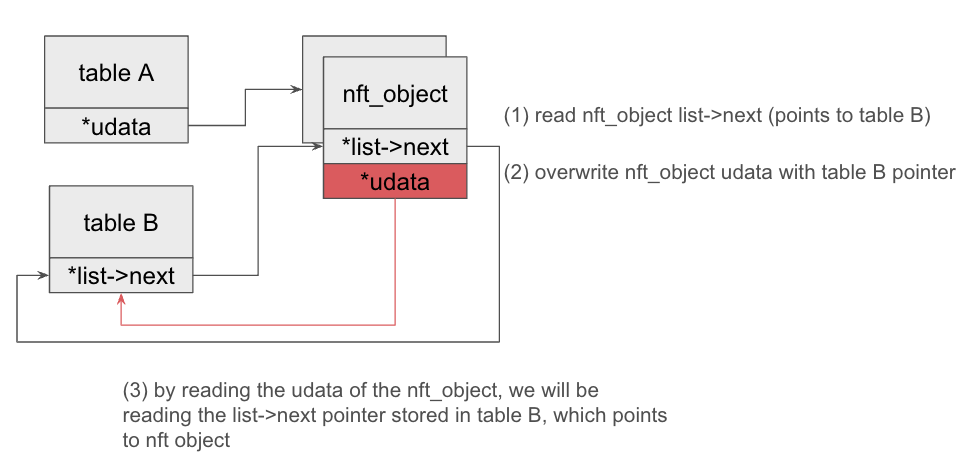 table A
*udata
nft_object
*list->next
*udata
table B
*list->next
(1) read nft_object list->next (points to table B)
(2) overwrite nft_object udata with table B pointer
(3) by reading the udata of the nft_object, we will be
reading the list->next pointer stored in table B, which points
to nft object